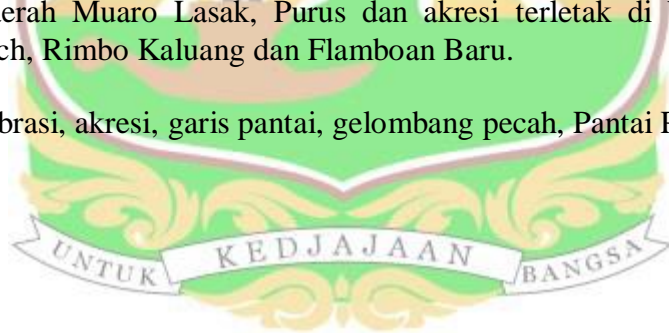 erah Muaro Lasak, Purus dan akresi terletak di
ch, Rimbo Kaluang dan Flamboan Baru.
brasi, akresi, garis pantai, gelombang pecah, Pantai
UNTUK KEDJAJAAN BANGSA